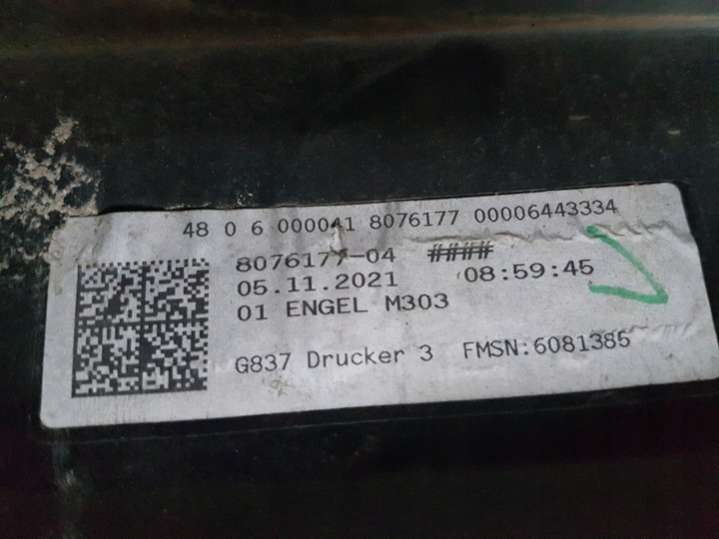 48 0 6 000041 8076177 00006443334
8076177-04 ####
05.11.2021 08:59:45
01 ENGEL M303
G837 Drucker 3 FMSN:6081385